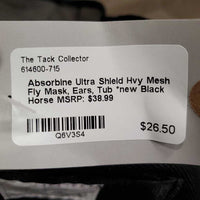 The Tack Collector
614600-715
Absorbine Ultra Shield Hvy Mesh
Fly Mask, Ears, Tub *new Black
Horse MSRP: $38.99
Q6V3S4
$26.50